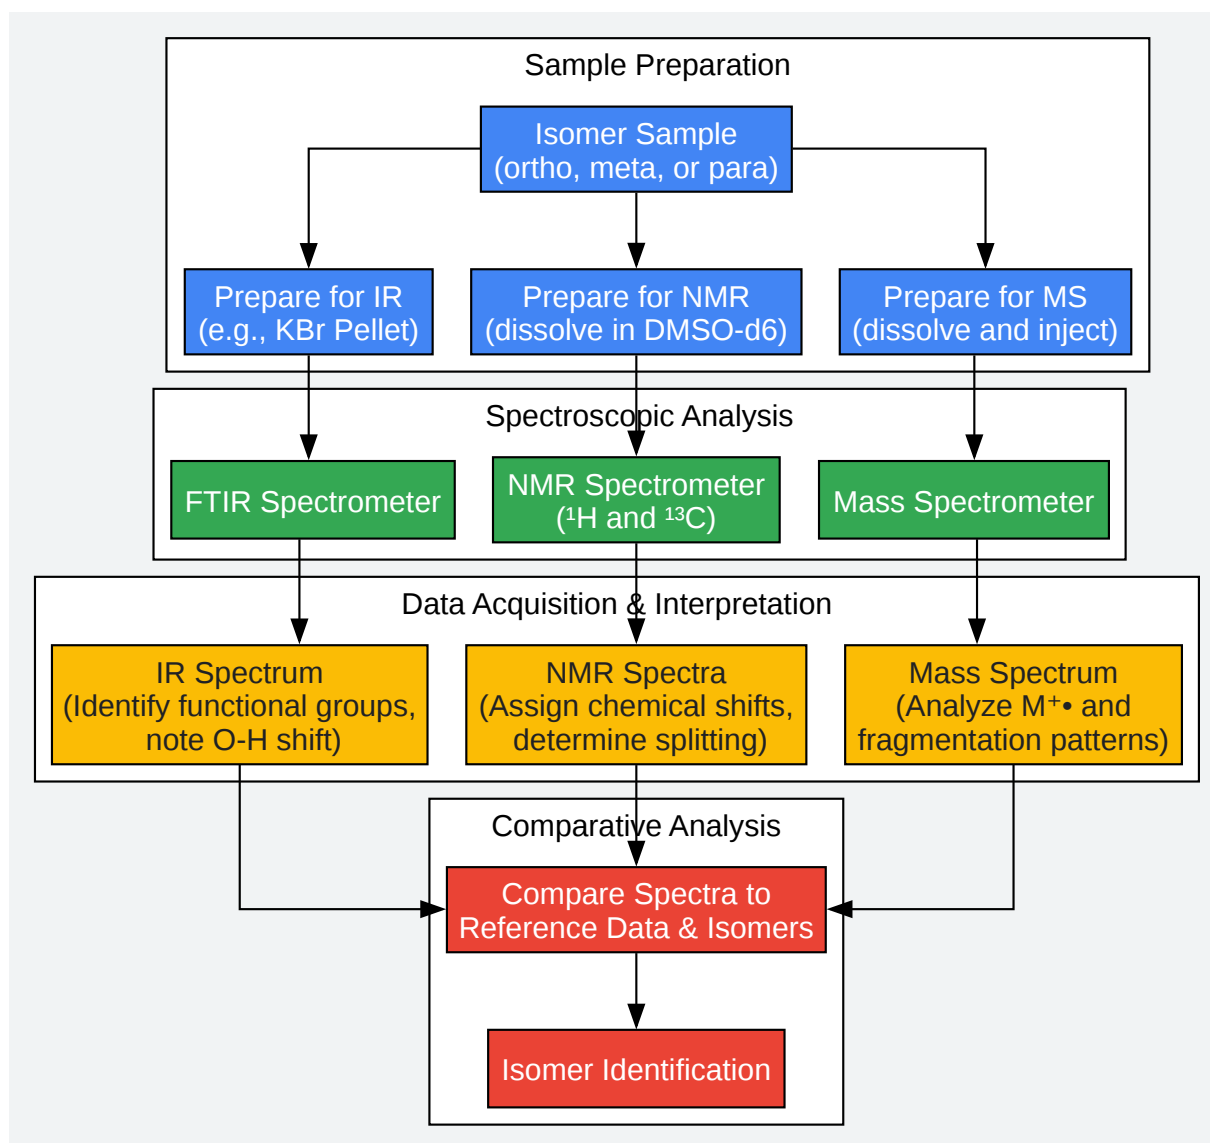 Sample Preparation
Isomer Sample
(ortho, meta, or para)
Prepare for IR
(e.g., KBr Pellet)
Prepare for NMR
(dissolve in DMSO-d6)
Prepare for MS
(dissolve and inject)
Spectroscopic Analysis
FTIR Spectrometer
NMR Spectrometer
(¹H and ¹³C)
Mass Spectrometer
Data Acquisition & Interpretation
IR Spectrum
(Identify functional groups,
note O-H shift)
NMR Spectra
(Assign chemical shifts,
determine splitting)
Mass Spectrum
(Analyze M⁺• and
fragmentation patterns)
Comparative Analysis
Compare Spectra to
Reference Data & Isomers
Isomer Identification